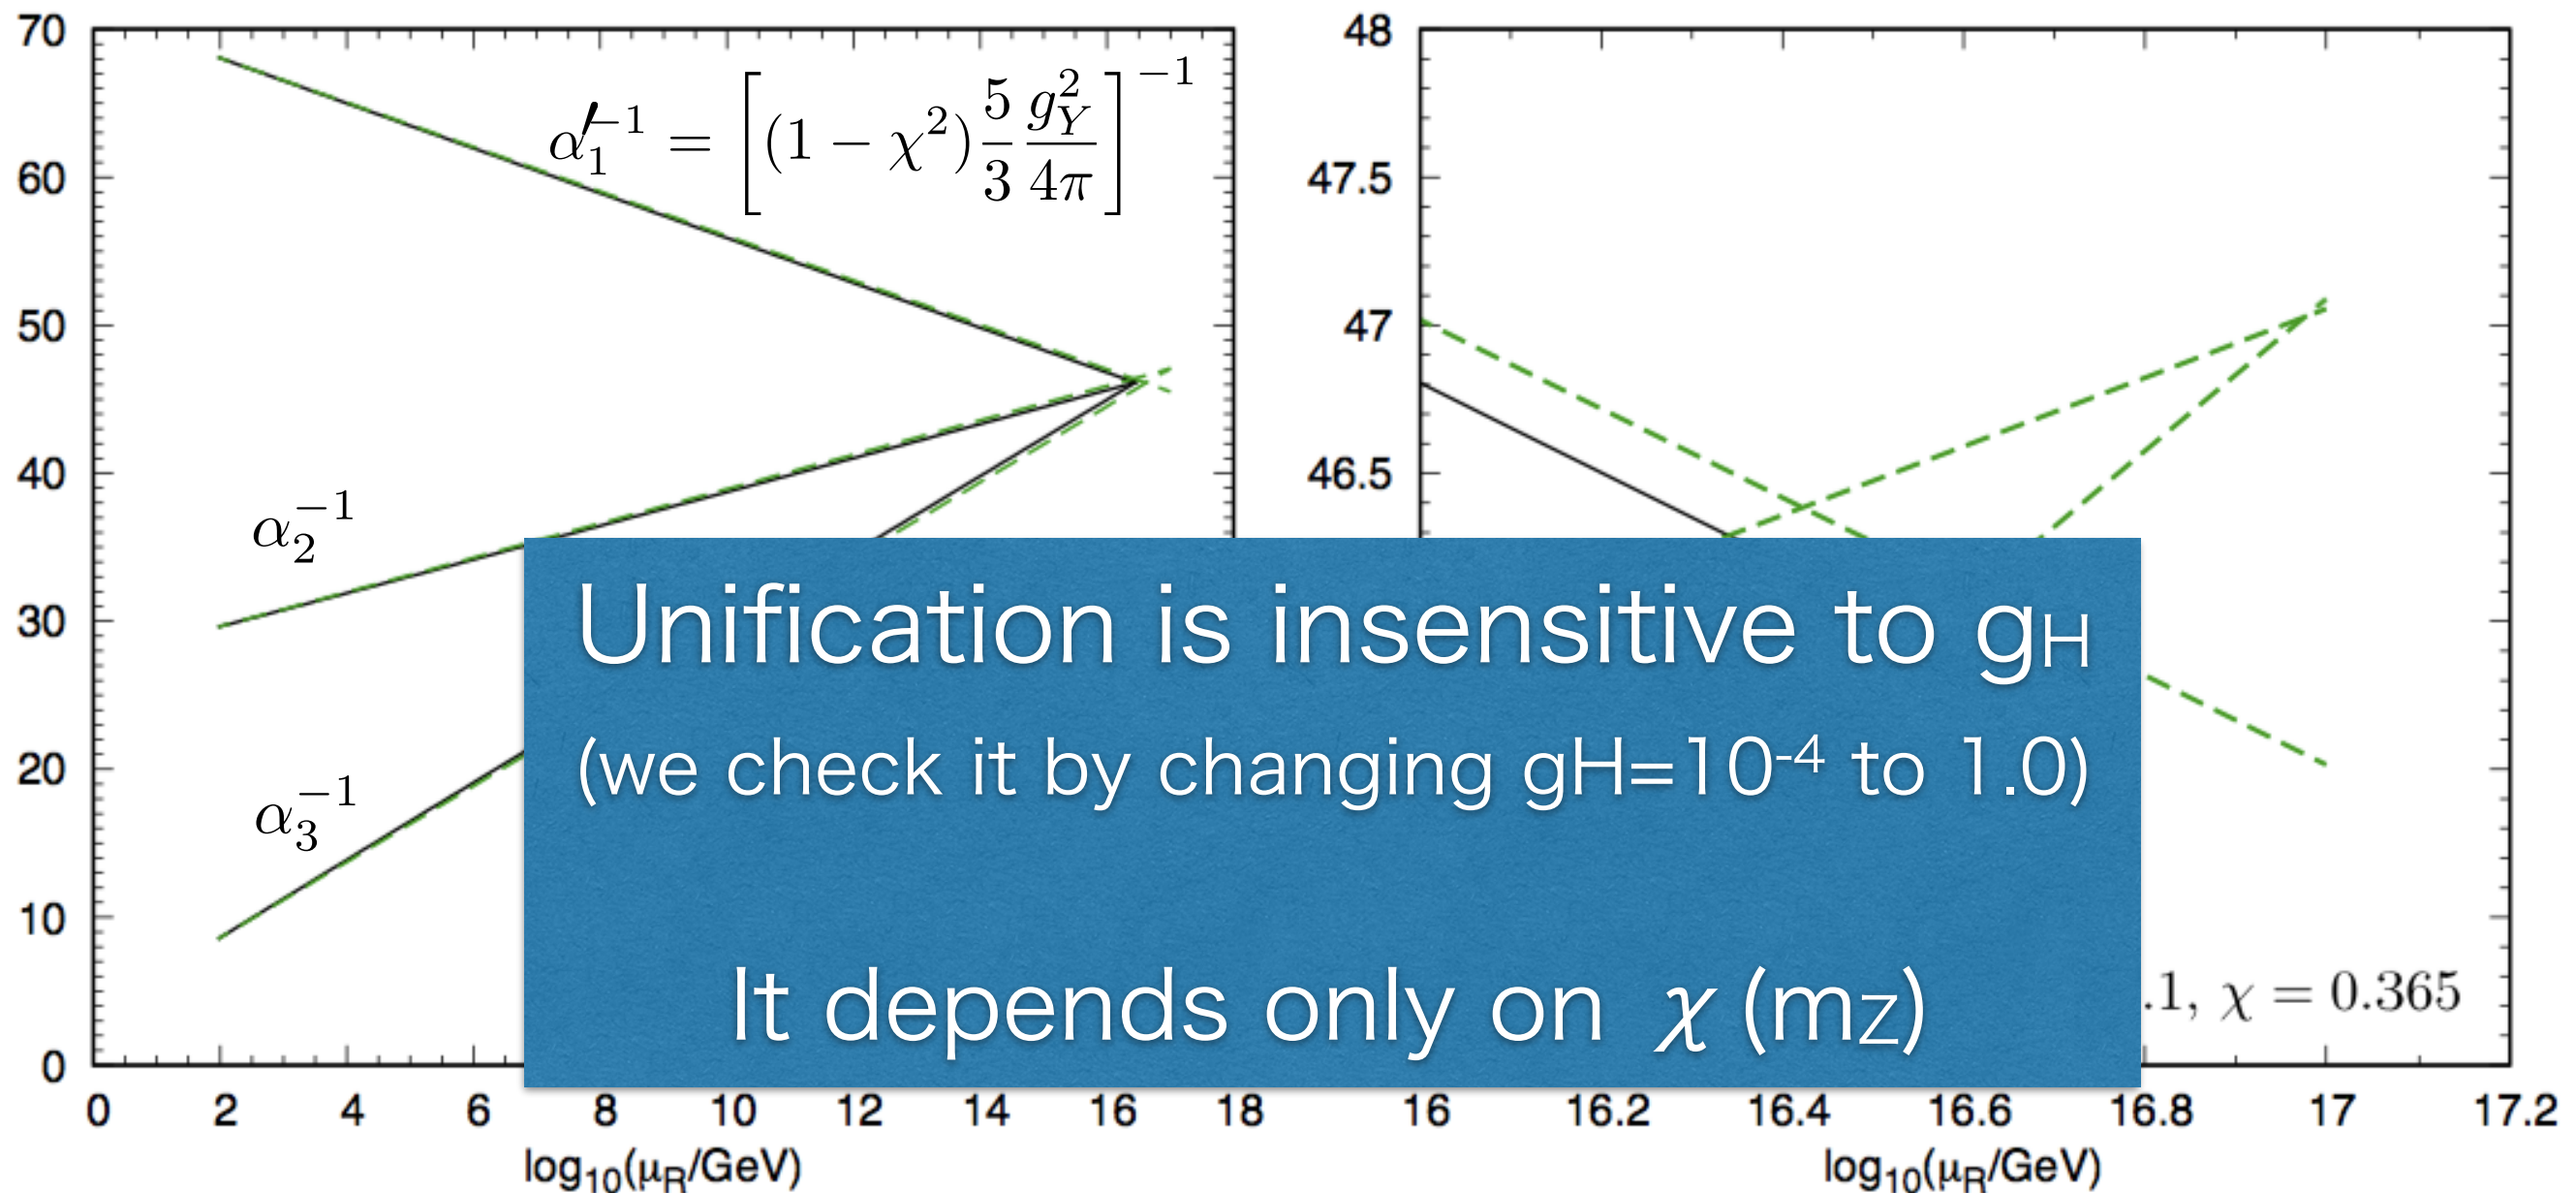 70
60
50
40
30
20
10
0
α′₁⁻¹ = [(1 − χ²) 5/3 g_Y²/4π]⁻¹
α₂⁻¹
α₃⁻¹
0 2 4 6 8 10 12 14 16 18
log₁₀(μ_R/GeV)
48
47.5
47
46.5
Unification is insensitive to gH
(we check it by changing gH=10⁻⁴ to 1.0)
It depends only on χ (mZ)
.1, χ = 0.365
16 16.2 16.4 16.6 16.8 17 17.2
log₁₀(μ_R/GeV)